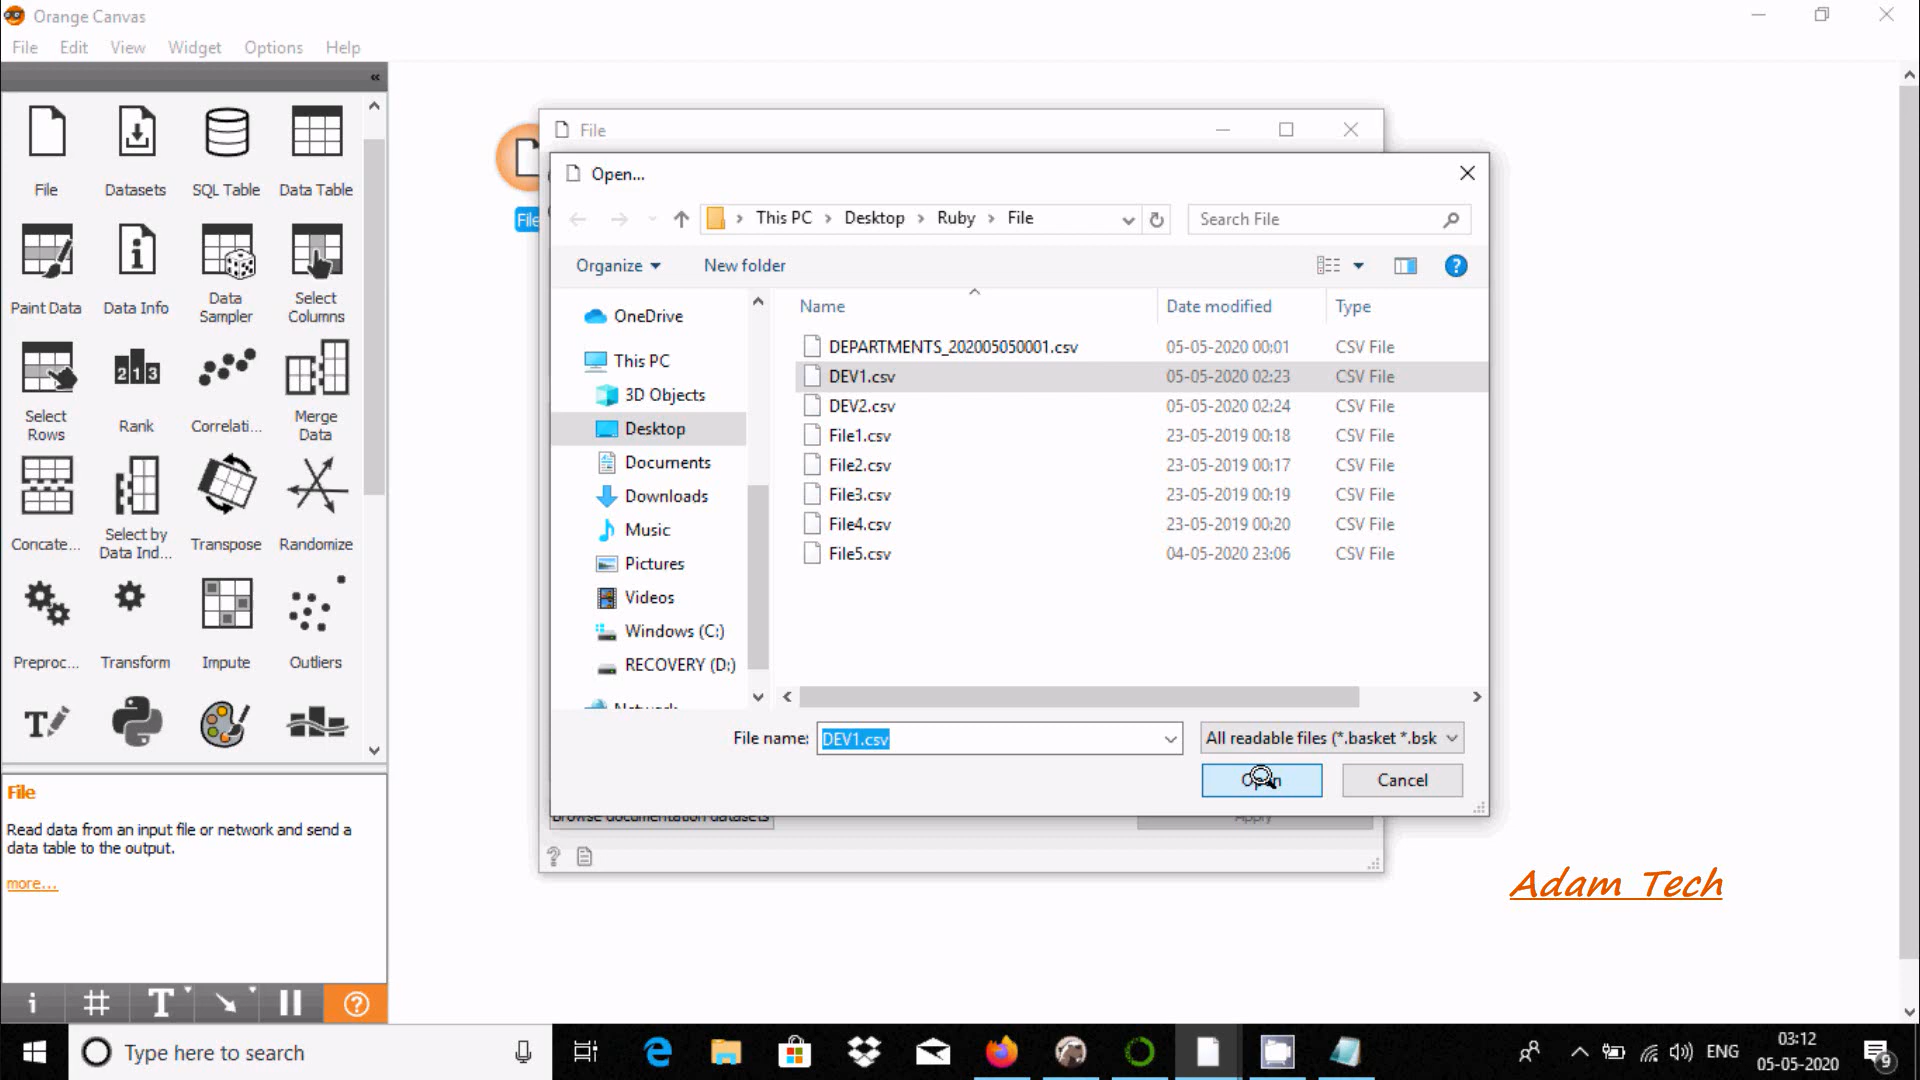 Orange Canvas
File Edit View Widget Options Help
«
File Datasets SQL Table Data Table
Paint Data Data Info Data Sampler Select Columns
Select Rows Rank Correlati... Merge Data
Concate... Select by Data Ind... Transpose Randomize
Preproc... Transform Impute Outliers
File
Read data from an input file or network and send a
data table to the output.
more...
File
File
Open...
This PC › Desktop › Ruby › File
Search File
Organize New folder
OneDrive
This PC
3D Objects
Desktop
Documents
Downloads
Music
Pictures
Videos
Windows (C:)
RECOVERY (D:)
Network
Name Date modified Type
DEPARTMENTS_202005050001.csv 05-05-2020 00:01 CSV File
DEV1.csv 05-05-2020 02:23 CSV File
DEV2.csv 05-05-2020 02:24 CSV File
File1.csv 23-05-2019 00:18 CSV File
File2.csv 23-05-2019 00:17 CSV File
File3.csv 23-05-2019 00:19 CSV File
File4.csv 23-05-2019 00:20 CSV File
File5.csv 04-05-2020 23:06 CSV File
File name: DEV1.csv All readable files (*.basket *.bsk
Open Cancel
Browse documentation datasets Apply
Adam Tech
Type here to search
ENG
03:12
05-05-2020
9